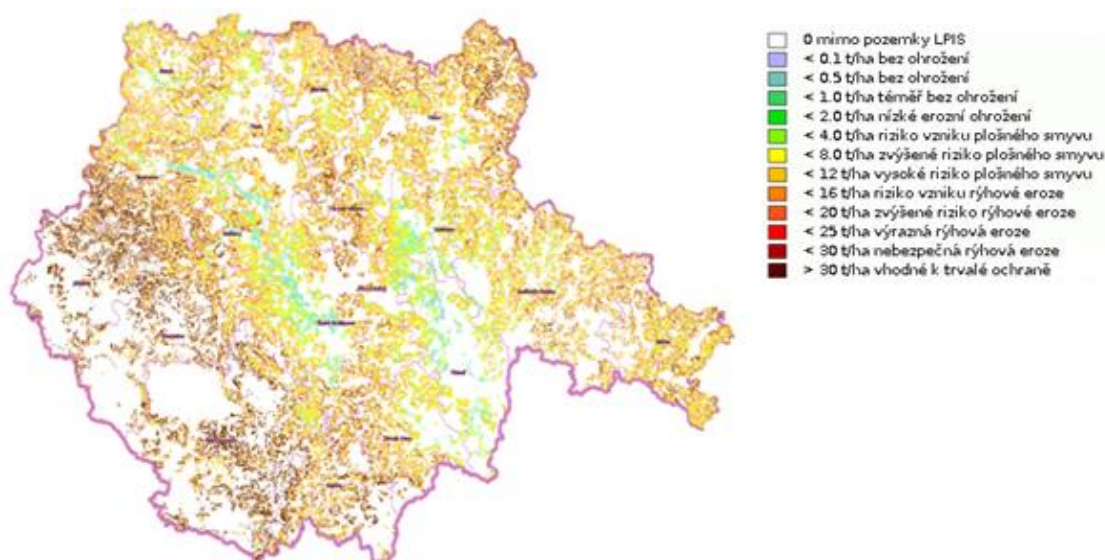 0 mimo pozemky LPIS
< 0.1 t/ha bez ohrožení
< 0.5 t/ha bez ohrožení
< 1.0 t/ha téměř bez ohrožení
< 2.0 t/ha nízké erozní ohrožení
< 4.0 t/ha riziko vzniku plošného smyvu
< 8.0 t/ha zvýšené riziko plošného smyvu
< 12 t/ha vysoké riziko plošného smyvu
< 16 t/ha riziko vzniku rýhové eroze
< 20 t/ha zvýšené riziko rýhové eroze
< 25 t/ha výrazná rýhová eroze
< 30 t/ha nebezpečná rýhová eroze
> 30 t/ha vhodné k trvalé ochraně